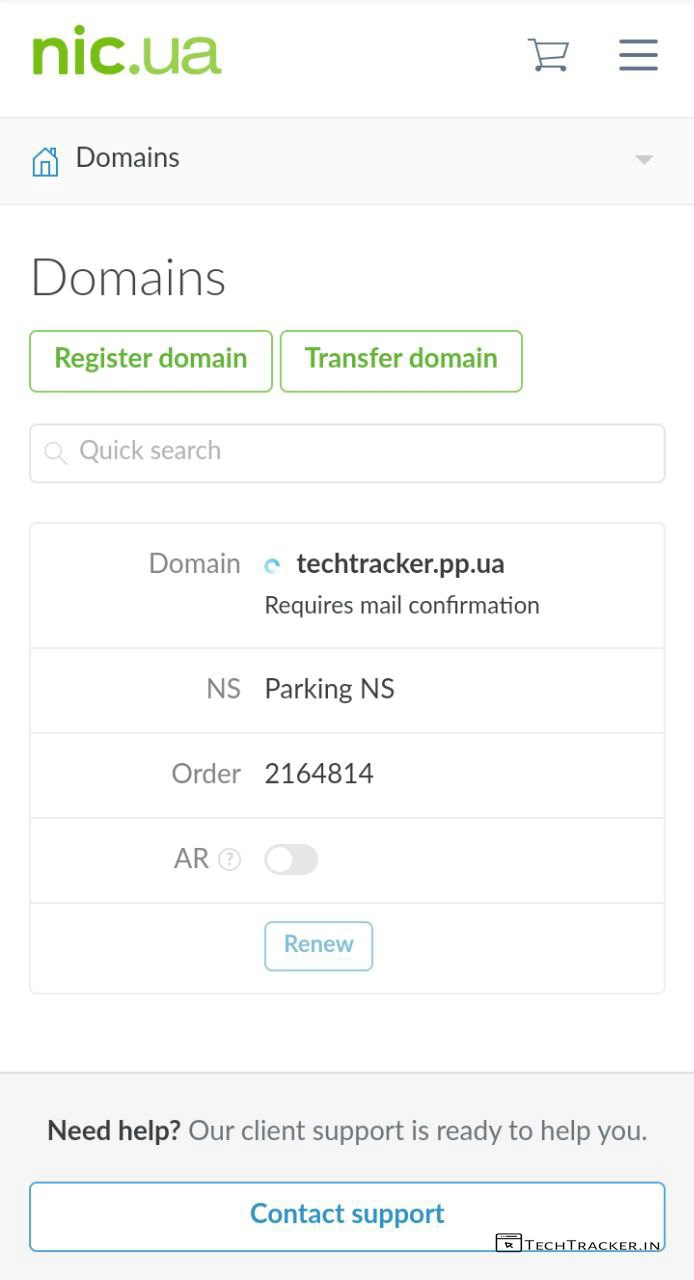 nic.ua
Domains
Domains
Register domain Transfer domain
Quick search
Domain techtracker.pp.ua
Requires mail confirmation
NS Parking NS
Order 2164814
AR ?
Renew
Need help? Our client support is ready to help you.
Contact support
TECHTRACKER.IN